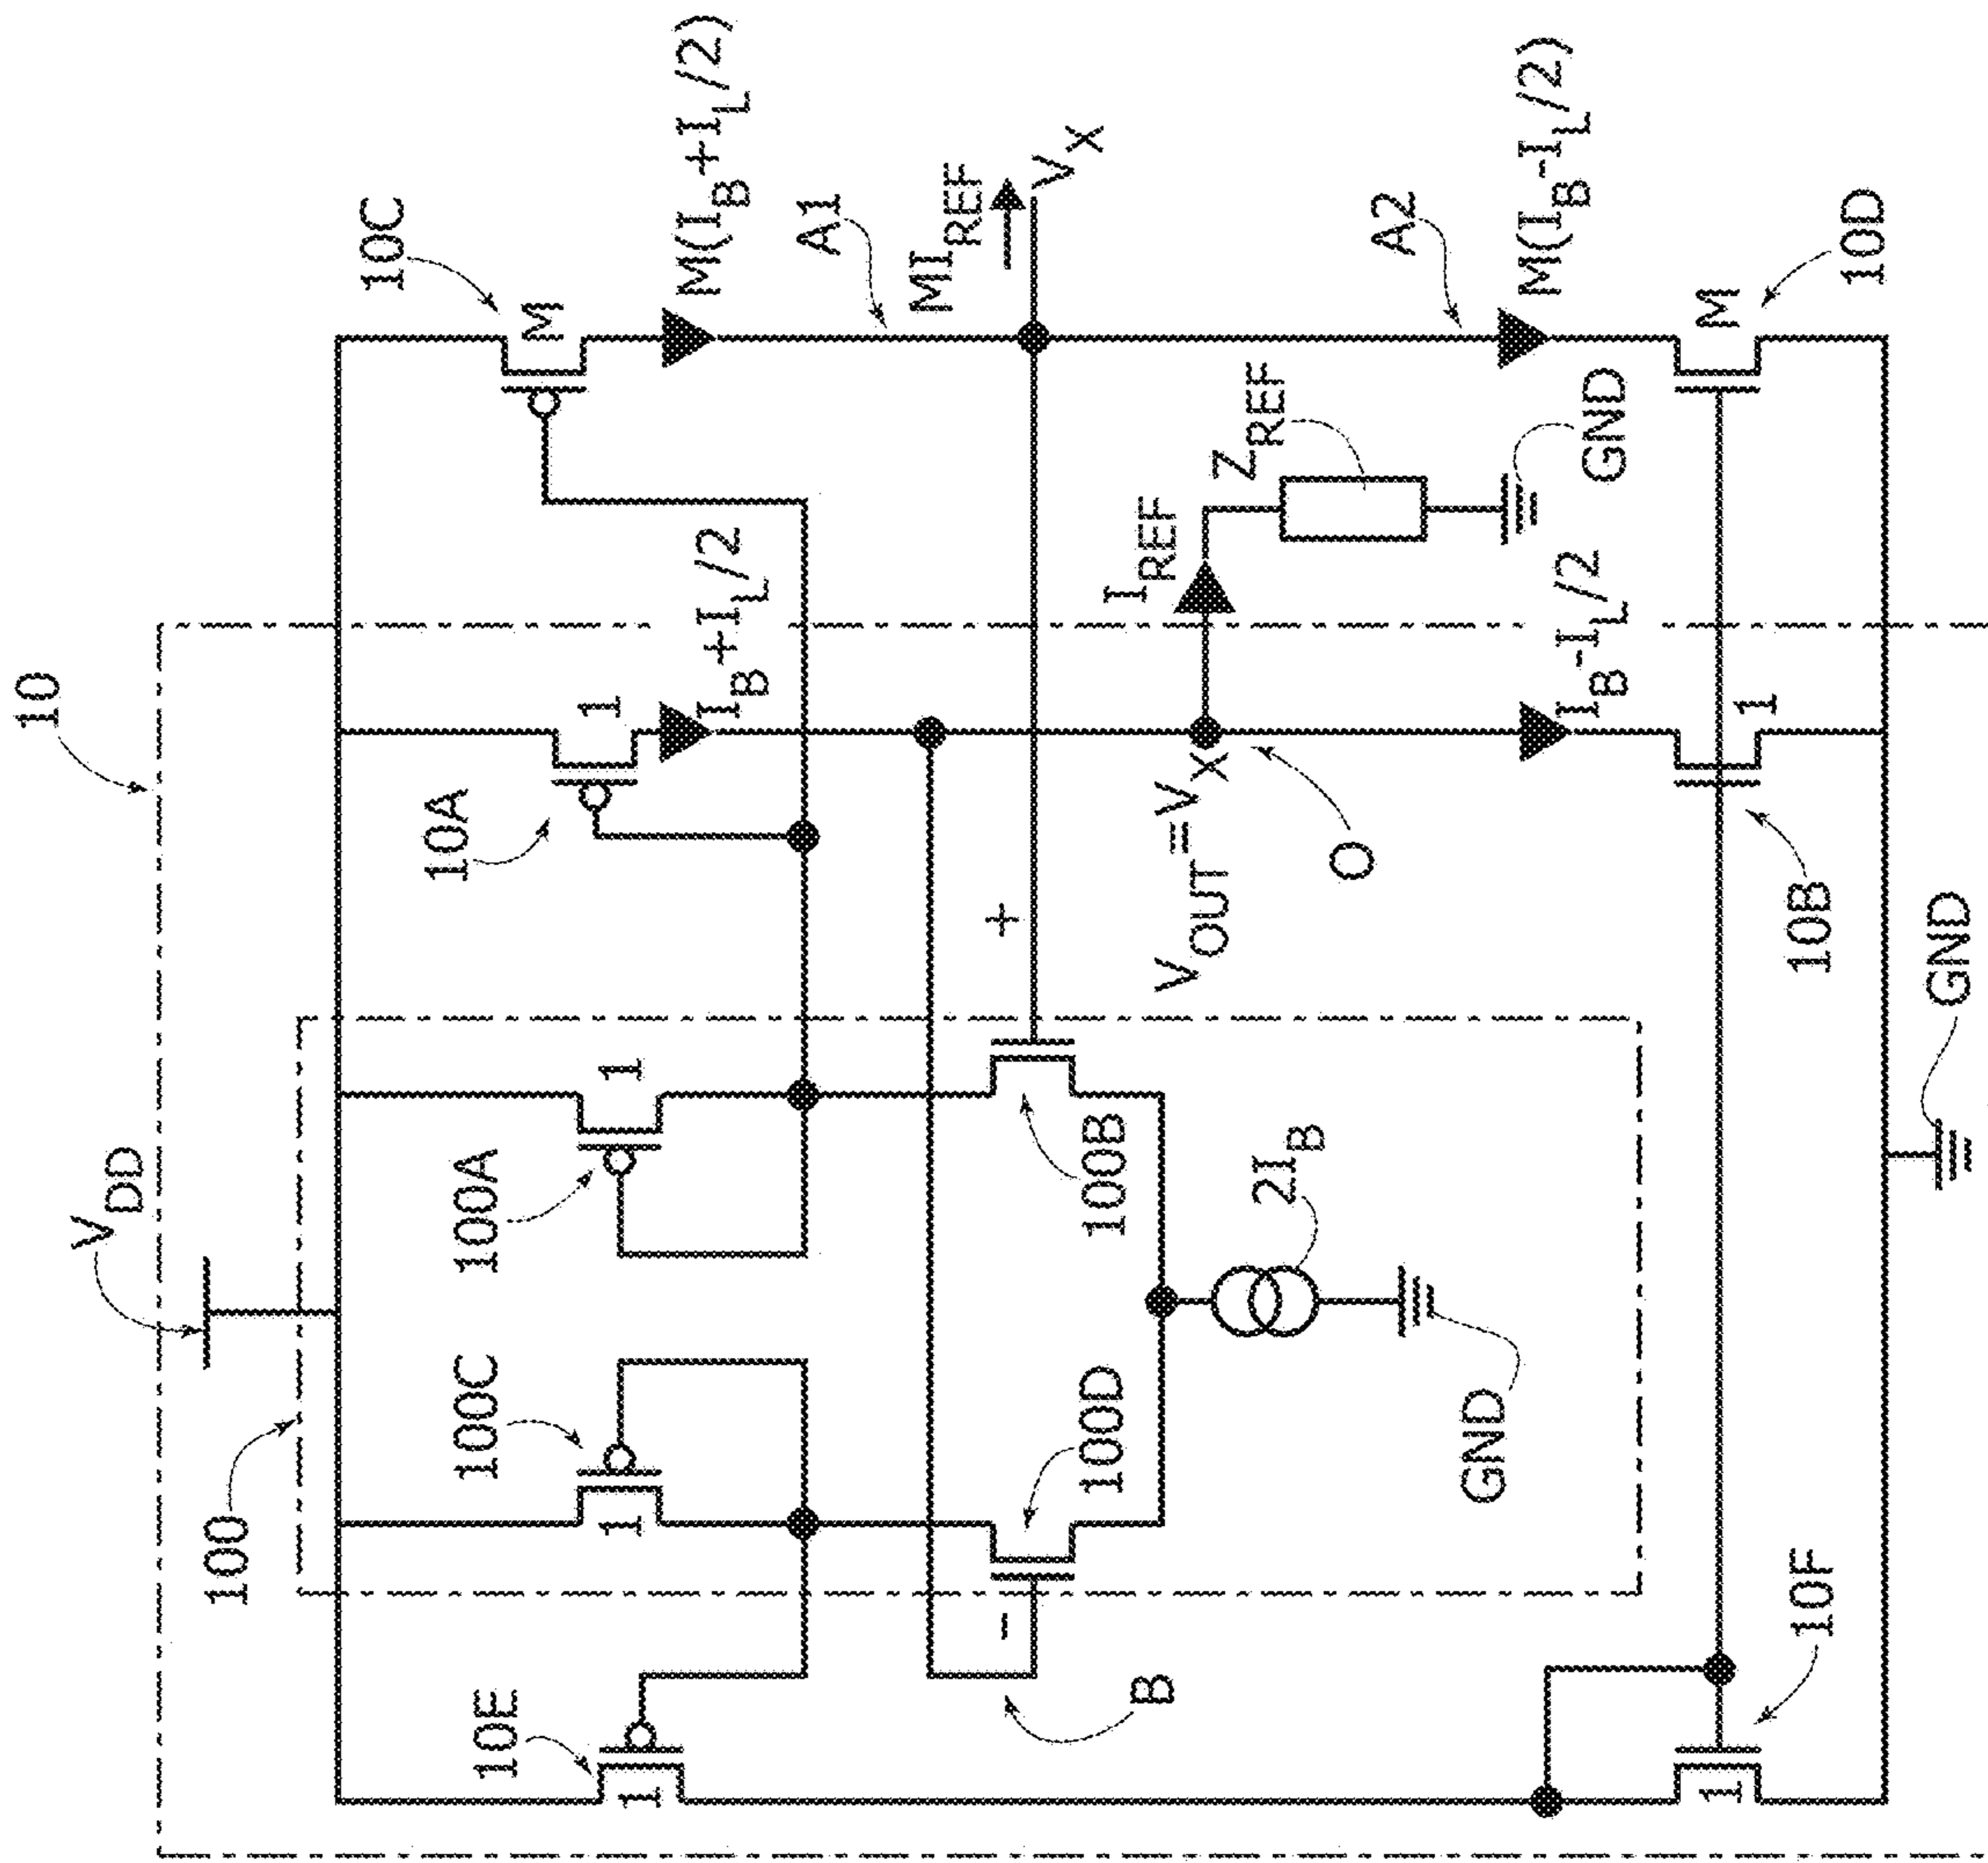 10
V_DD
100
10E
1
100C
1
100A
1
10A
1
I_B+I_L/2
10C
M
M(I_B+I_L/2)
A1
MI_REF
V_X
B
-
+
100D
100B
2I_B
GND
V_OUT=V_X
O
I_REF
Z_REF
GND
A2
M(I_B-I_L/2)
I_B-I_L/2
10F
1
10B
1
10D
M
GND